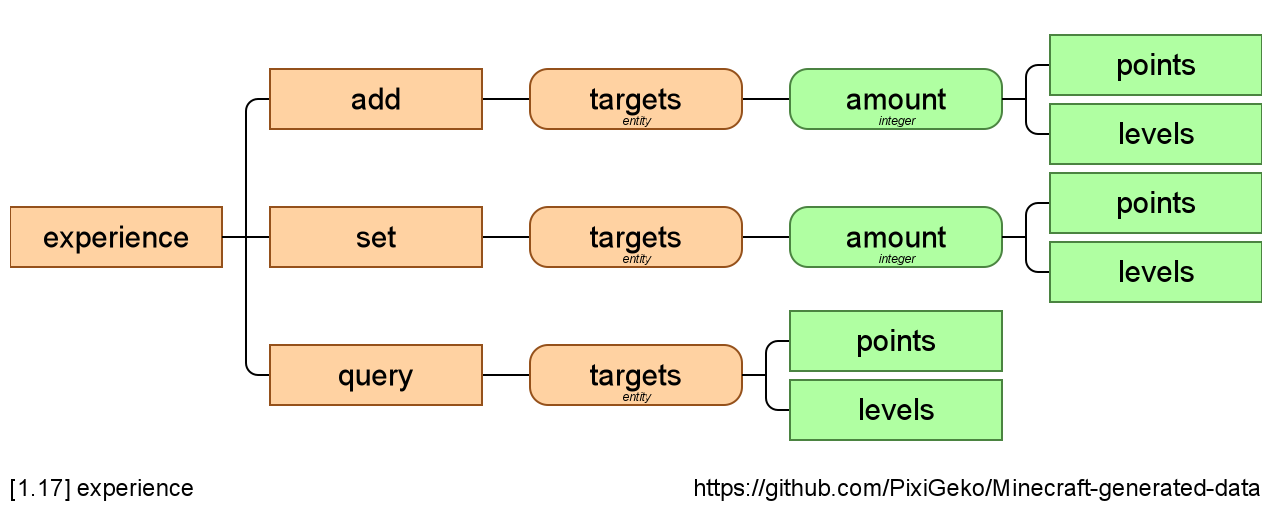 points
add
targets
entity
amount
integer
levels
points
experience
set
targets
entity
amount
integer
levels
points
query
targets
entity
levels
[1.17] experience
https://github.com/PixiGeko/Minecraft-generated-data